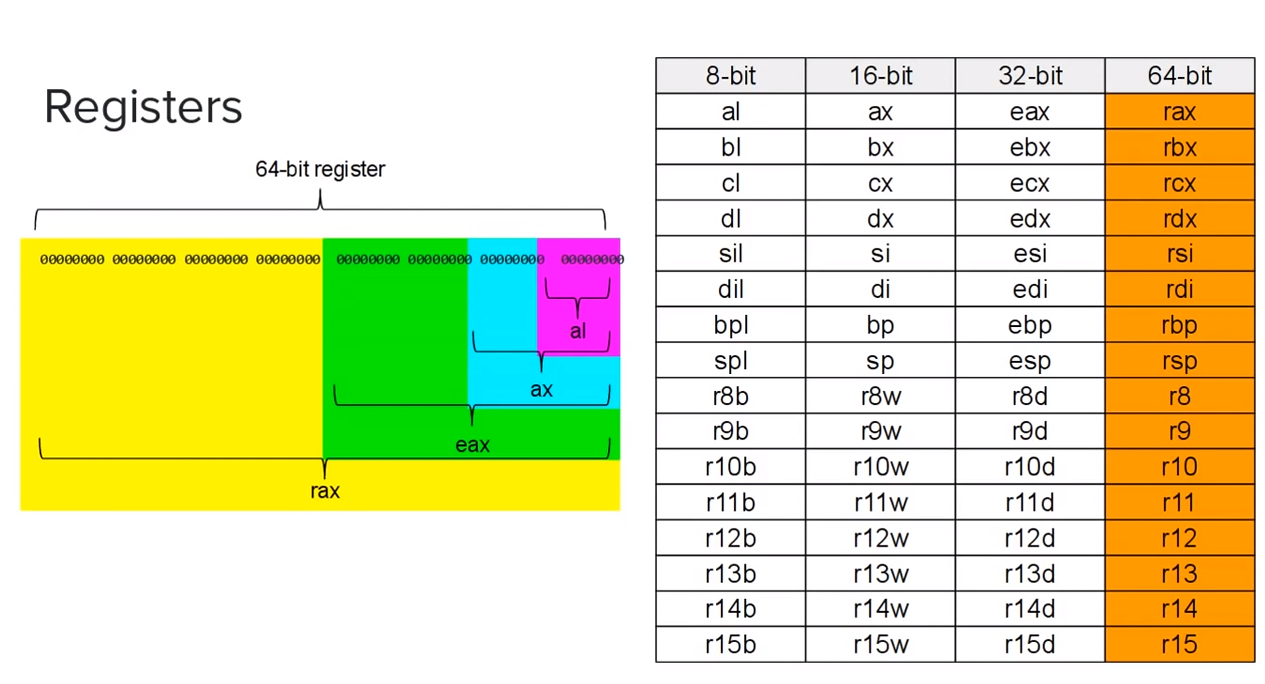 Registers
64-bit register
00000000 00000000 00000000 00000000 00000000 00000000 00000000 00000000
al
ax
eax
rax
8-bit 16-bit 32-bit 64-bit
al ax eax rax
bl bx ebx rbx
cl cx ecx rcx
dl dx edx rdx
sil si esi rsi
dil di edi rdi
bpl bp ebp rbp
spl sp esp rsp
r8b r8w r8d r8
r9b r9w r9d r9
r10b r10w r10d r10
r11b r11w r11d r11
r12b r12w r12d r12
r13b r13w r13d r13
r14b r14w r14d r14
r15b r15w r15d r15